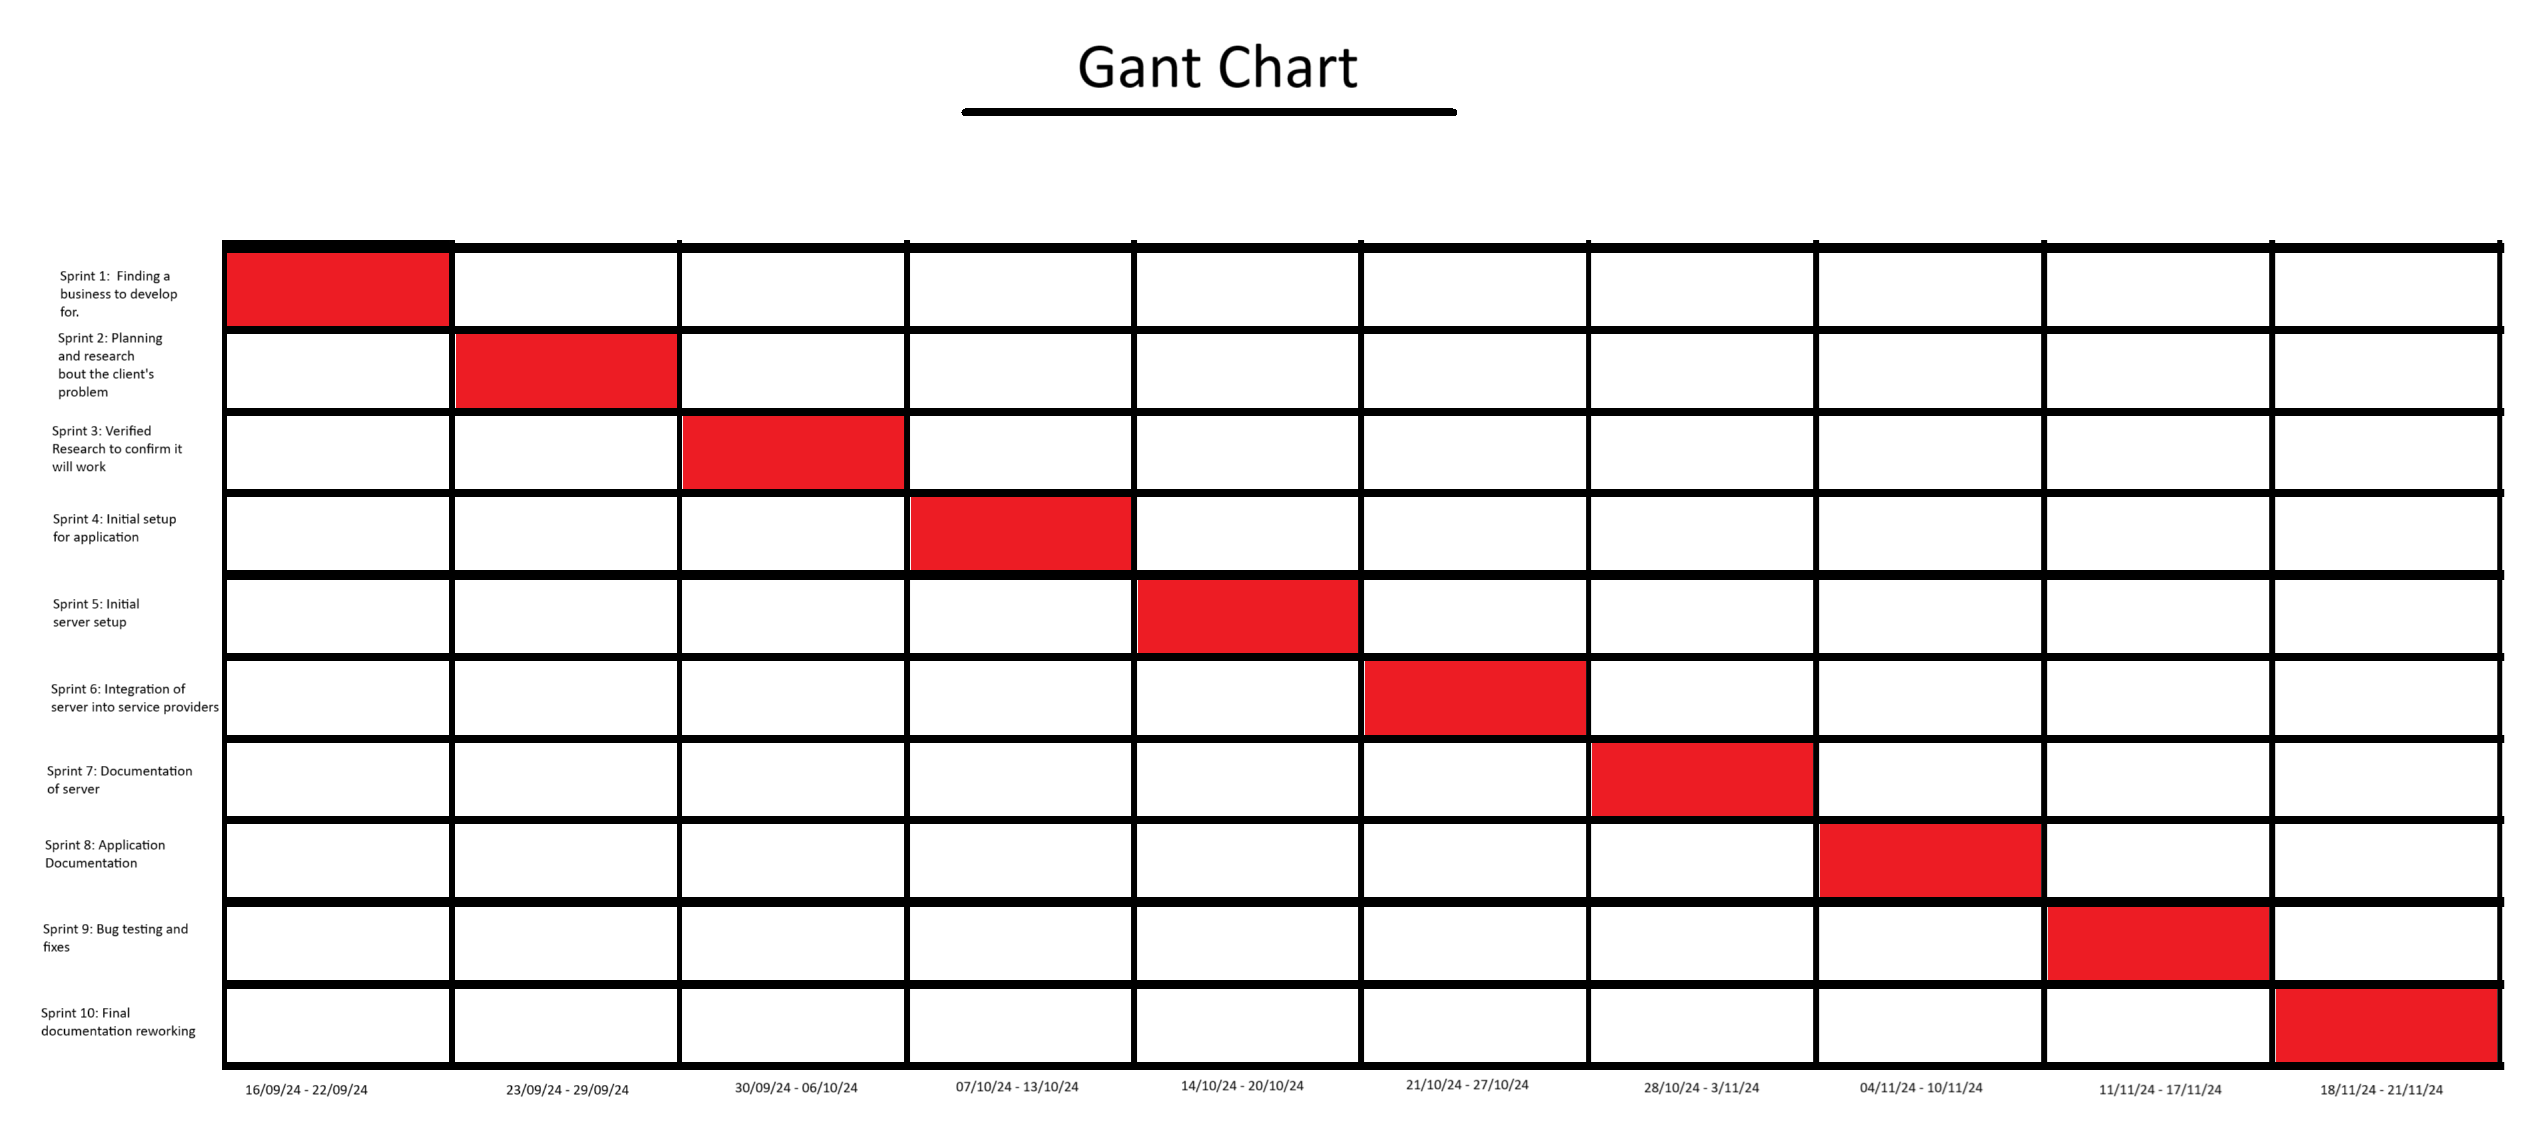 Gant Chart
Sprint 1:  Finding a
business to develop
for.
Sprint 2: Planning
and research
bout the client's
problem
Sprint 3: Verified
Research to confirm it
will work
Sprint 4: Initial setup
for application
Sprint 5: Initial
server setup
Sprint 6: Integration of
server into service providers
Sprint 7: Documentation
of server
Sprint 8: Application
Documentation
Sprint 9: Bug testing and
fixes
Sprint 10: Final
documentation reworking
16/09/24 - 22/09/24
23/09/24 - 29/09/24
30/09/24 - 06/10/24
07/10/24 - 13/10/24
14/10/24 - 20/10/24
21/10/24 - 27/10/24
28/10/24 - 3/11/24
04/11/24 - 10/11/24
11/11/24 - 17/11/24
18/11/24 - 21/11/24